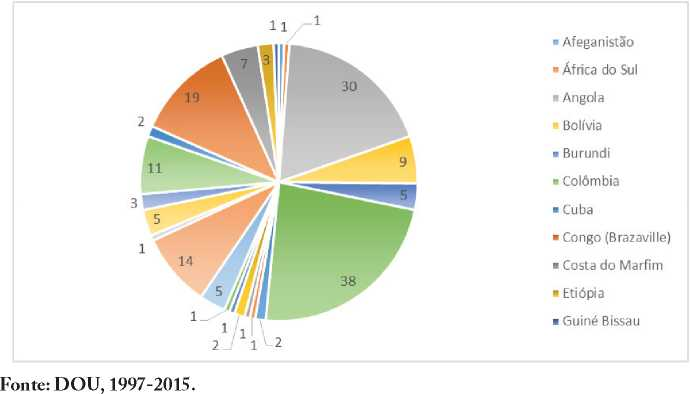 1 1 1
3
7
30
19
2
9
11
5
3
5
1
14
38
5
1
1
2
1
1
2
Afeganistão
África do Sul
Angola
Bolívia
Burundi
Colômbia
Cuba
Congo (Brazaville)
Costa do Marfim
Etiópia
Guiné Bissau
Fonte: DOU, 1997-2015.